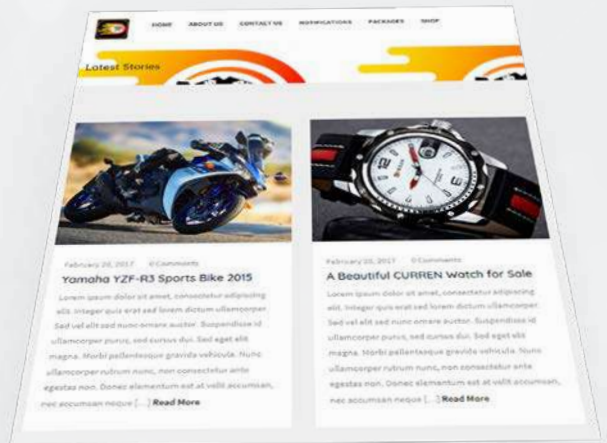 HOME ABOUT US CONTACT US NOTIFICATIONS PACKAGES SHOP
Latest Stories
February 20, 2017 0 Comments
Yamaha YZF-R3 Sports Bike 2015
Lorem ipsum dolor sit amet, consectetur adipiscing
elit. Integer quis erat sed lorem dictum ullamcorper.
Sed vel elit sed nunc ornare auctor. Suspendisse id
ullamcorper purus, sed cursus dui. Sed eget elit
magna. Morbi pellentesque gravida vehicula. Nunc
ullamcorper rutrum nunc, non consectetur ante
egestas non. Donec elementum est at velit accumsan,
nec accumsan neque [...] Read More
February 20, 2017 0 Comments
A Beautiful CURREN Watch for Sale
Lorem ipsum dolor sit amet, consectetur adipiscing
elit. Integer quis erat sed lorem dictum ullamcorper.
Sed vel elit sed nunc ornare auctor. Suspendisse id
ullamcorper purus, sed cursus dui. Sed eget elit
magna. Morbi pellentesque gravida vehicula. Nunc
ullamcorper rutrum nunc, non consectetur ante
egestas non. Donec elementum est at velit accumsan,
nec accumsan neque [...] Read More